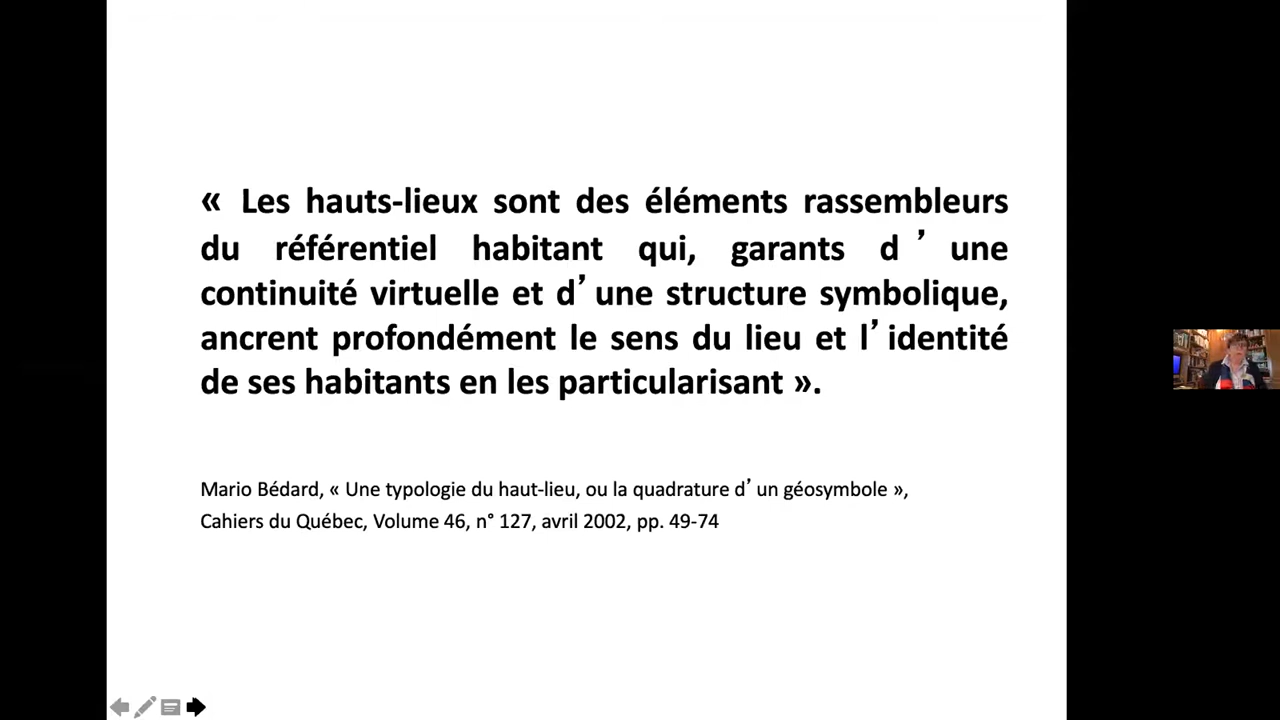 « Les hauts-lieux sont des éléments rassembleurs
du référentiel habitant qui, garants d ’ une
continuité virtuelle et d’ une structure symbolique,
ancrent profondément le sens du lieu et l’ identité
de ses habitants en les particularisant ».
Mario Bédard, « Une typologie du haut-lieu, ou la quadrature d’ un géosymbole »,
Cahiers du Québec, Volume 46, n° 127, avril 2002, pp. 49-74